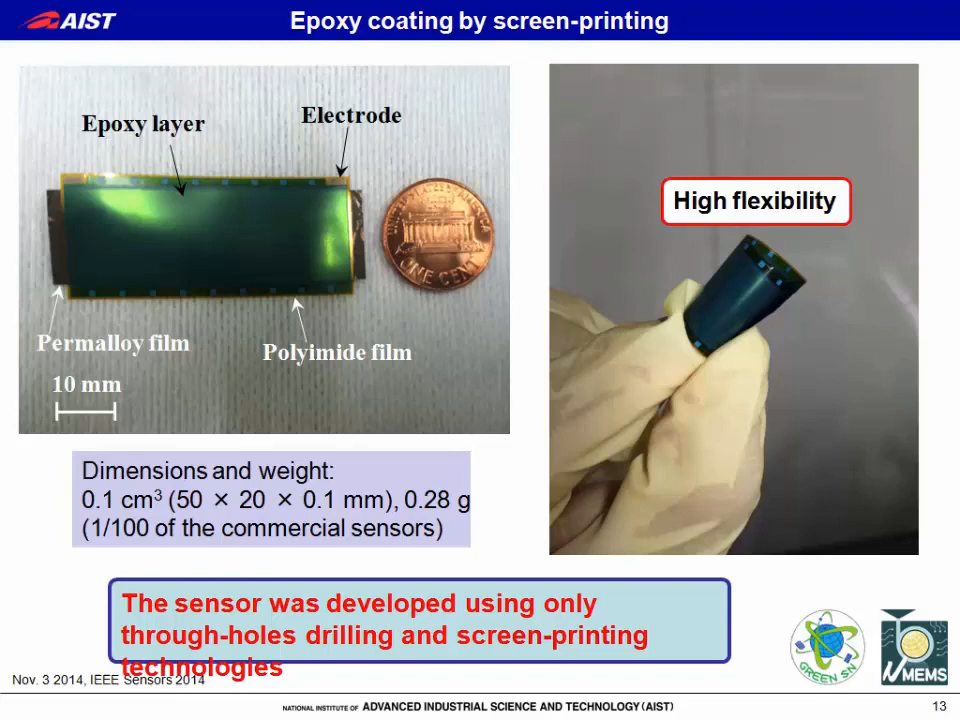 AIST
Epoxy coating by screen-printing
Epoxy layer
Electrode
High flexibility
ONE CENT
Permalloy film
Polyimide film
10 mm
Dimensions and weight:
0.1 cm³ (50 × 20 × 0.1 mm), 0.28 g
(1/100 of the commercial sensors)
The sensor was developed using only
through-holes drilling and screen-printing
technologies
GREEN SN
MEMS
Nov. 3 2014, IEEE Sensors 2014
NATIONAL INSTITUTE OF ADVANCED INDUSTRIAL SCIENCE AND TECHNOLOGY (AIST)
13